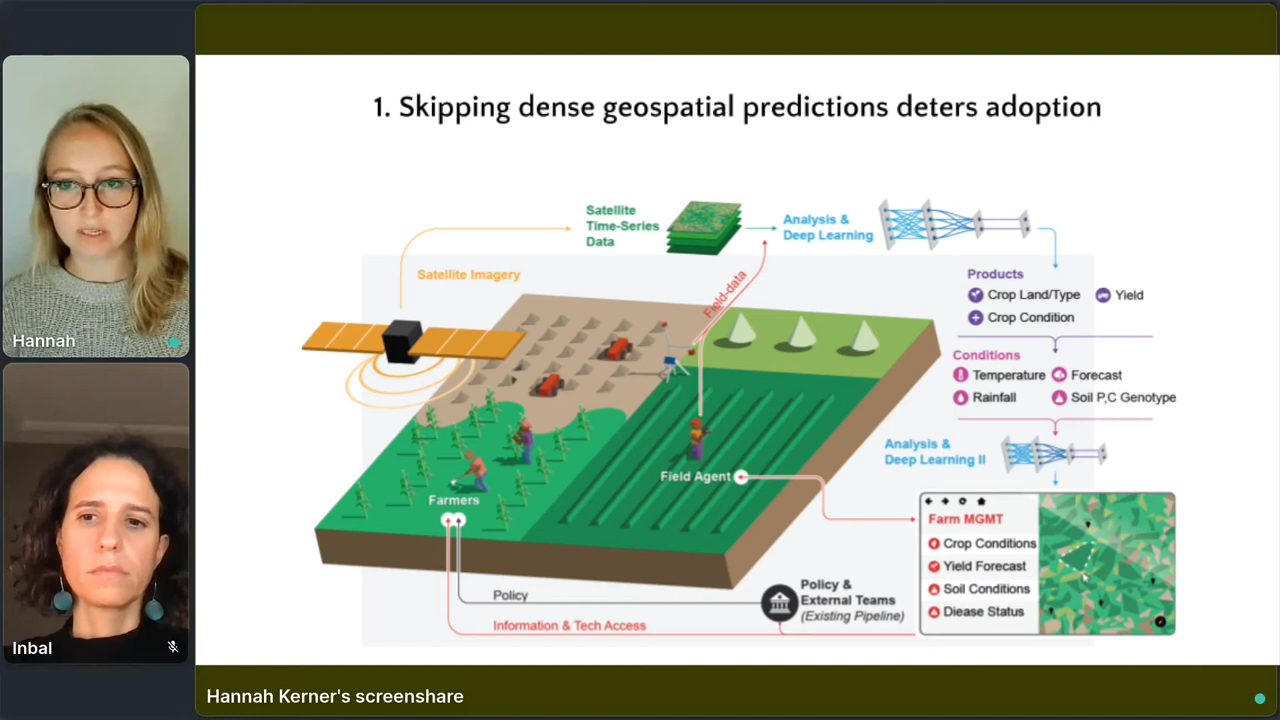 1. Skipping dense geospatial predictions deters adoption
Satellite
Time-Series
Data
Analysis &
Deep Learning
Satellite Imagery
Field-data
Products
Crop Land/Type
Yield
Crop Condition
Conditions
Temperature
Forecast
Rainfall
Soil P,C Genotype
Analysis &
Deep Learning II
Field Agent
Farmers
Farm MGMT
Crop Conditions
Yield Forecast
Soil Conditions
Diease Status
Policy
Policy &
External Teams
(Existing Pipeline)
Information & Tech Access
Hannah
Inbal
Hannah Kerner's screenshare